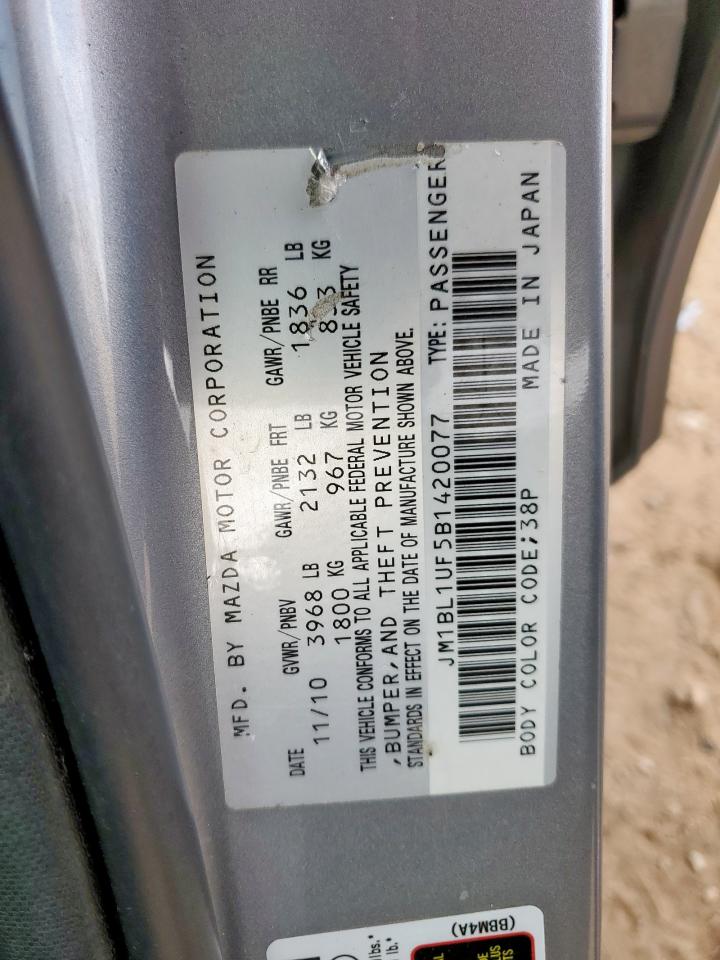 MFD. BY MAZDA MOTOR CORPORATION
DATE GVWR/PNBV GAWR/PNBE FRT GAWR/PNBE RR
11/10 3968 LB 2132 LB 1836 LB
1800 KG 967 KG 833 KG
THIS VEHICLE CONFORMS TO ALL APPLICABLE FEDERAL MOTOR VEHICLE SAFETY
,BUMPER,AND THEFT PREVENTION
STANDARDS IN EFFECT ON THE DATE OF MANUFACTURE SHOWN ABOVE.
JM1BL1UF5B1420077 TYPE: PASSENGER
BODY COLOR CODE;38P MADE IN JAPAN
(BBM4A)
lbs.*
lb.*